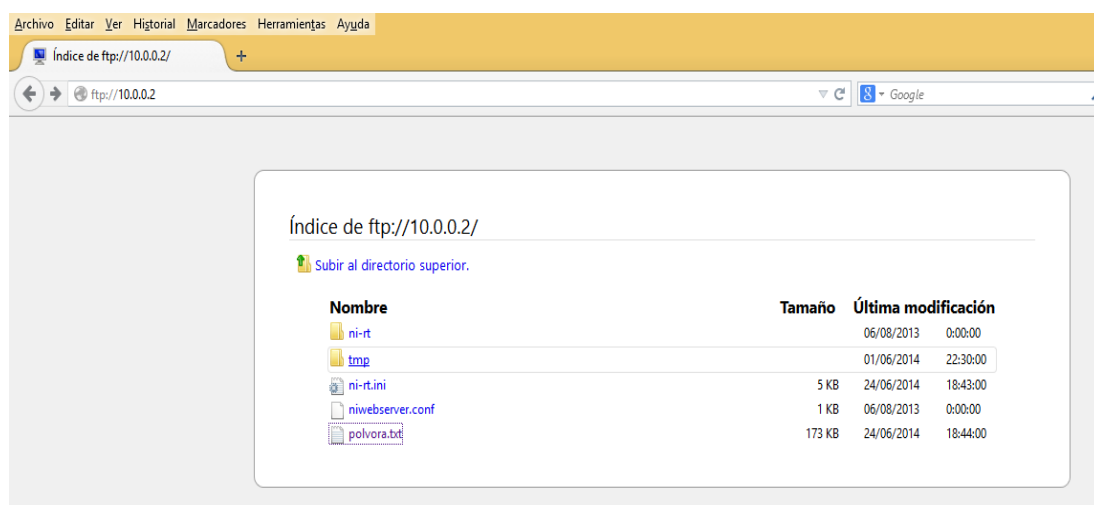 Archivo Editar Ver Historial Marcadores Herramientas Ayuda
Índice de ftp://10.0.0.2/
ftp://10.0.0.2 Google
Índice de ftp://10.0.0.2/
Subir al directorio superior.
Nombre Tamaño Última modificación
ni-rt 06/08/2013 0:00:00
tmp 01/06/2014 22:30:00
ni-rt.ini 5 KB 24/06/2014 18:43:00
niwebserver.conf 1 KB 06/08/2013 0:00:00
polvora.txt 173 KB 24/06/2014 18:44:00